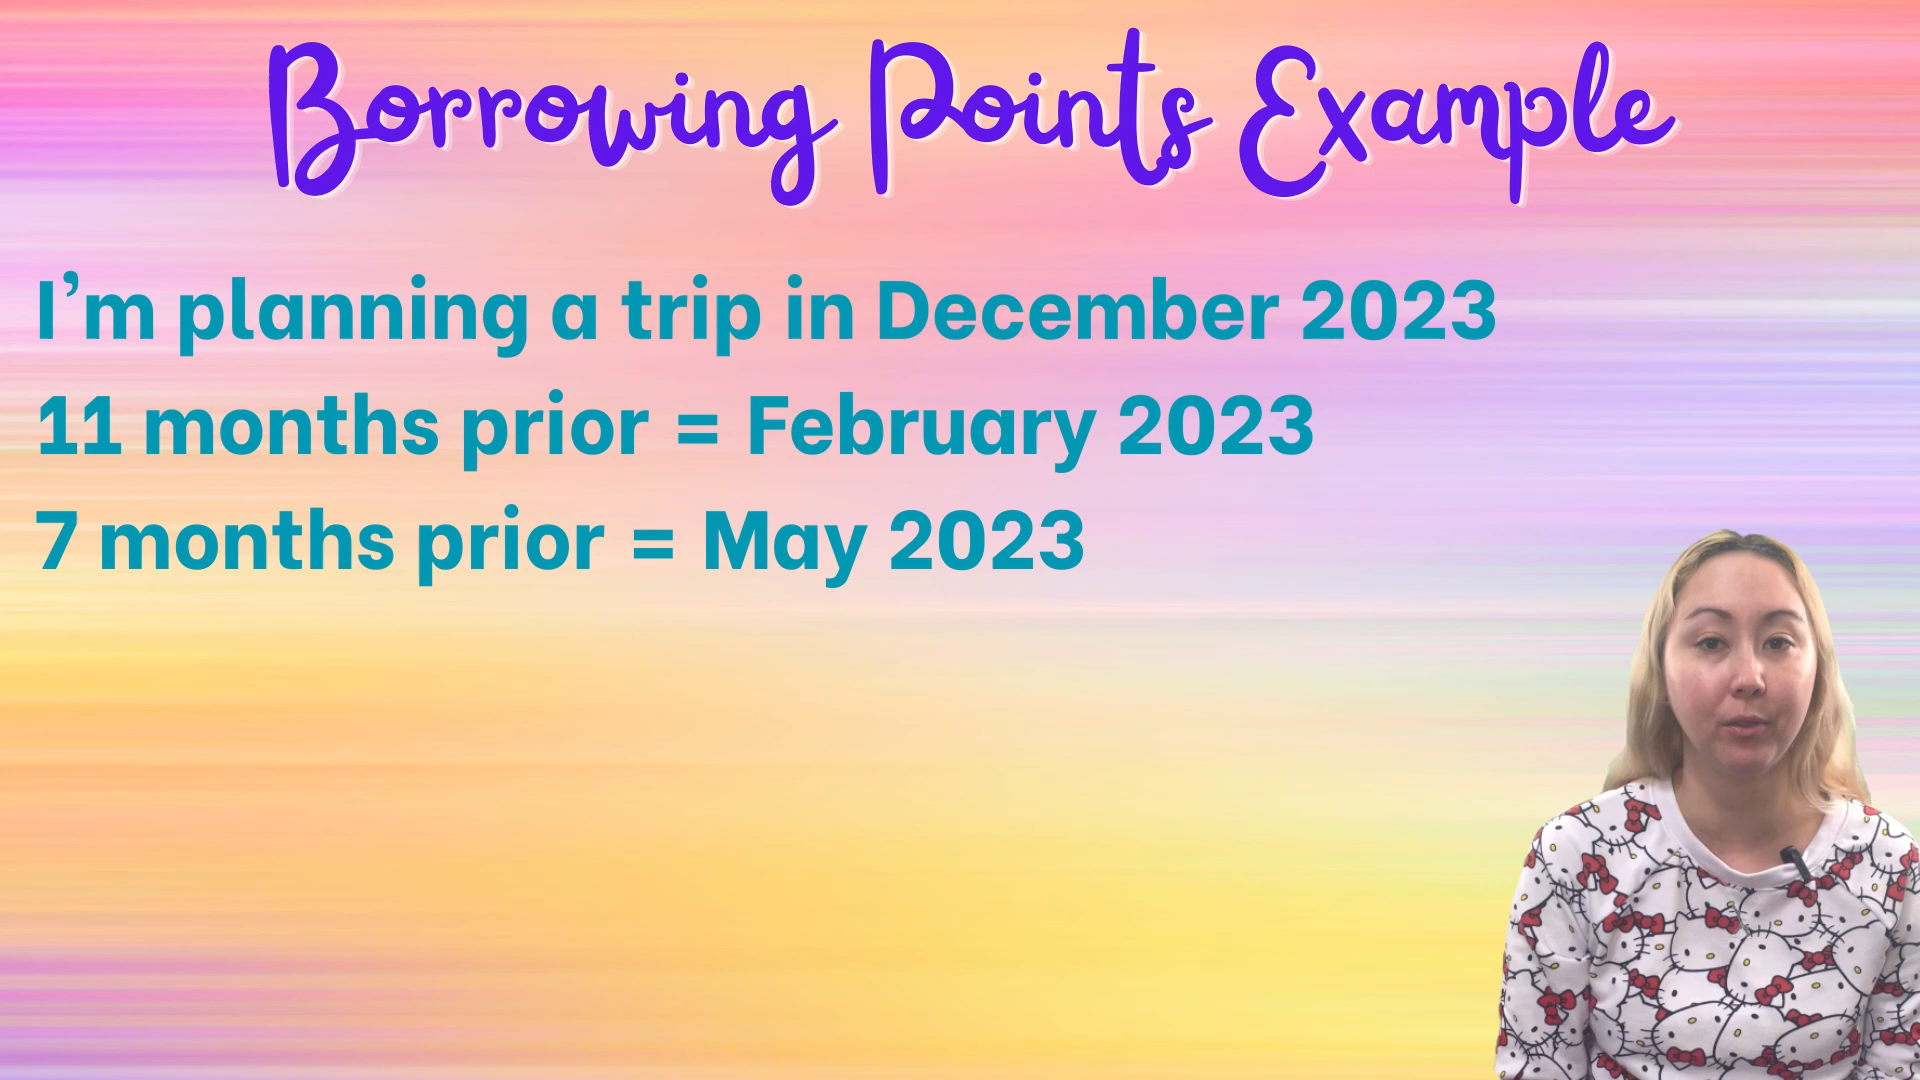 Borrowing Points Example
I’m planning a trip in December 2023
11 months prior = February 2023
7 months prior = May 2023